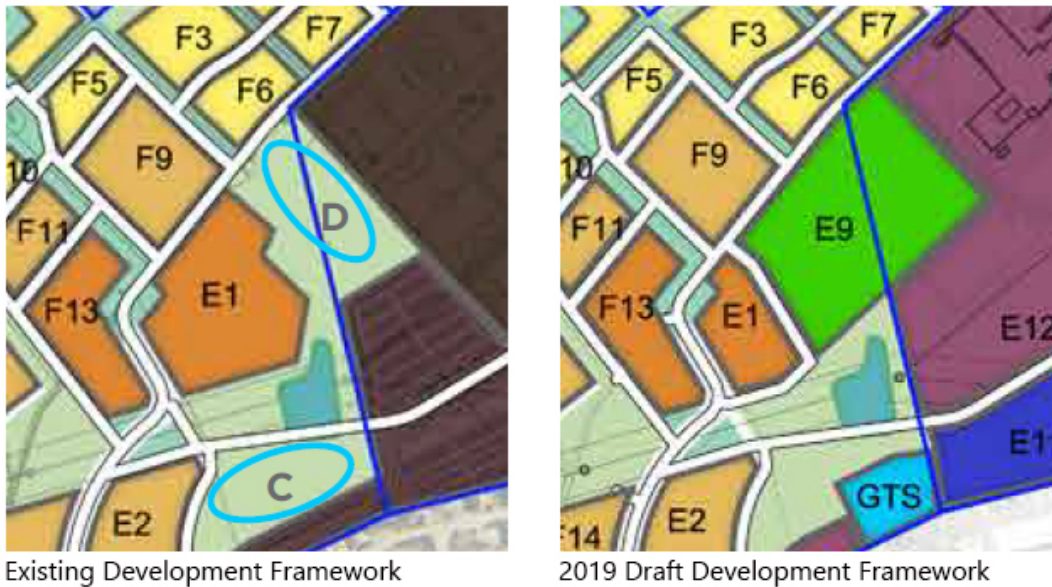 F3
F7
F5
F6
F9
10
F11
D
F13
E1
C
E2
F3
F7
F5
F6
F9
10
F11
E9
F13
E1
E12
E1
GTS
E2
F14
Existing Development Framework
2019 Draft Development Framework